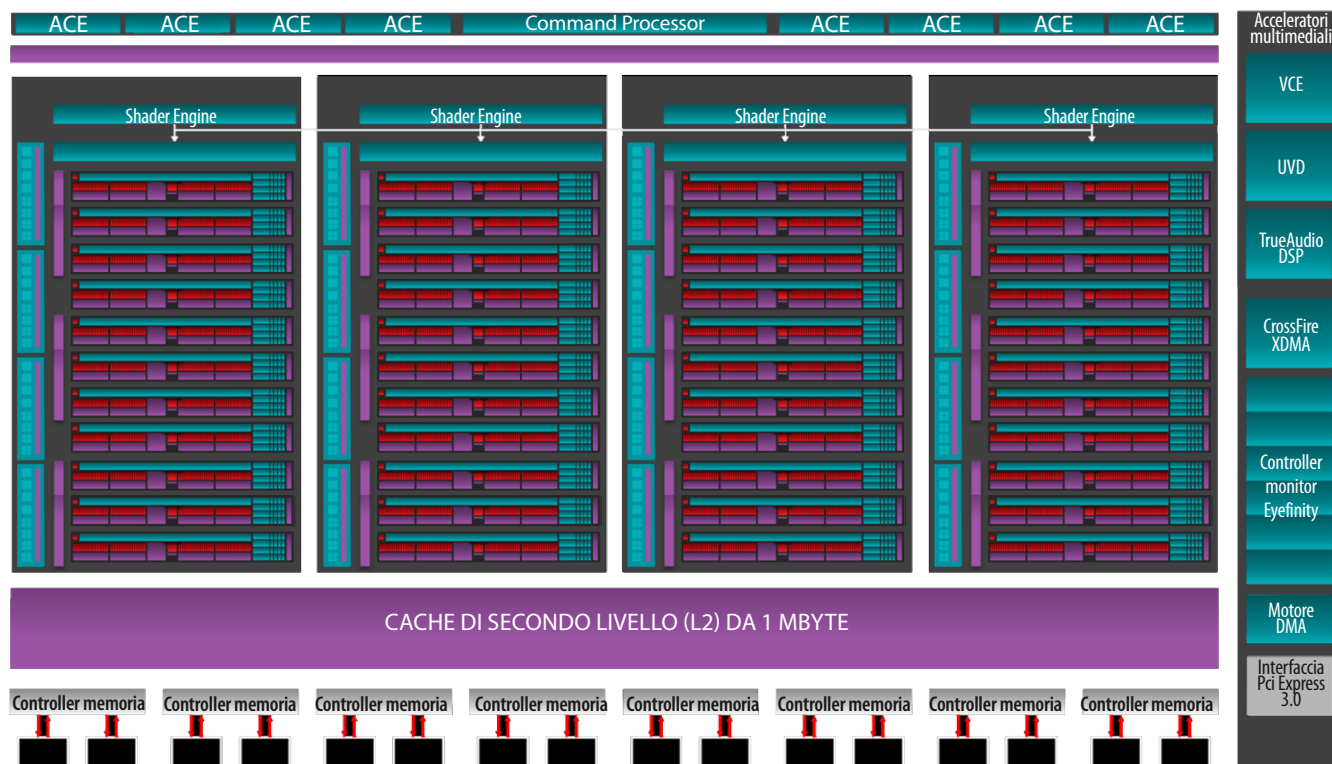 ACE ACE ACE ACE Command Processor ACE ACE ACE ACE
Shader Engine Shader Engine Shader Engine Shader Engine
CACHE DI SECONDO LIVELLO (L2) DA 1 MBYTE
Controller memoria Controller memoria Controller memoria Controller memoria Controller memoria Controller memoria Controller memoria Controller memoria
Acceleratori
multimediali
VCE
UVD
TrueAudio
DSP
CrossFire
XDMA
Controller
monitor
Eyefinity
Motore
DMA
Interfaccia
Pci Express
3.0